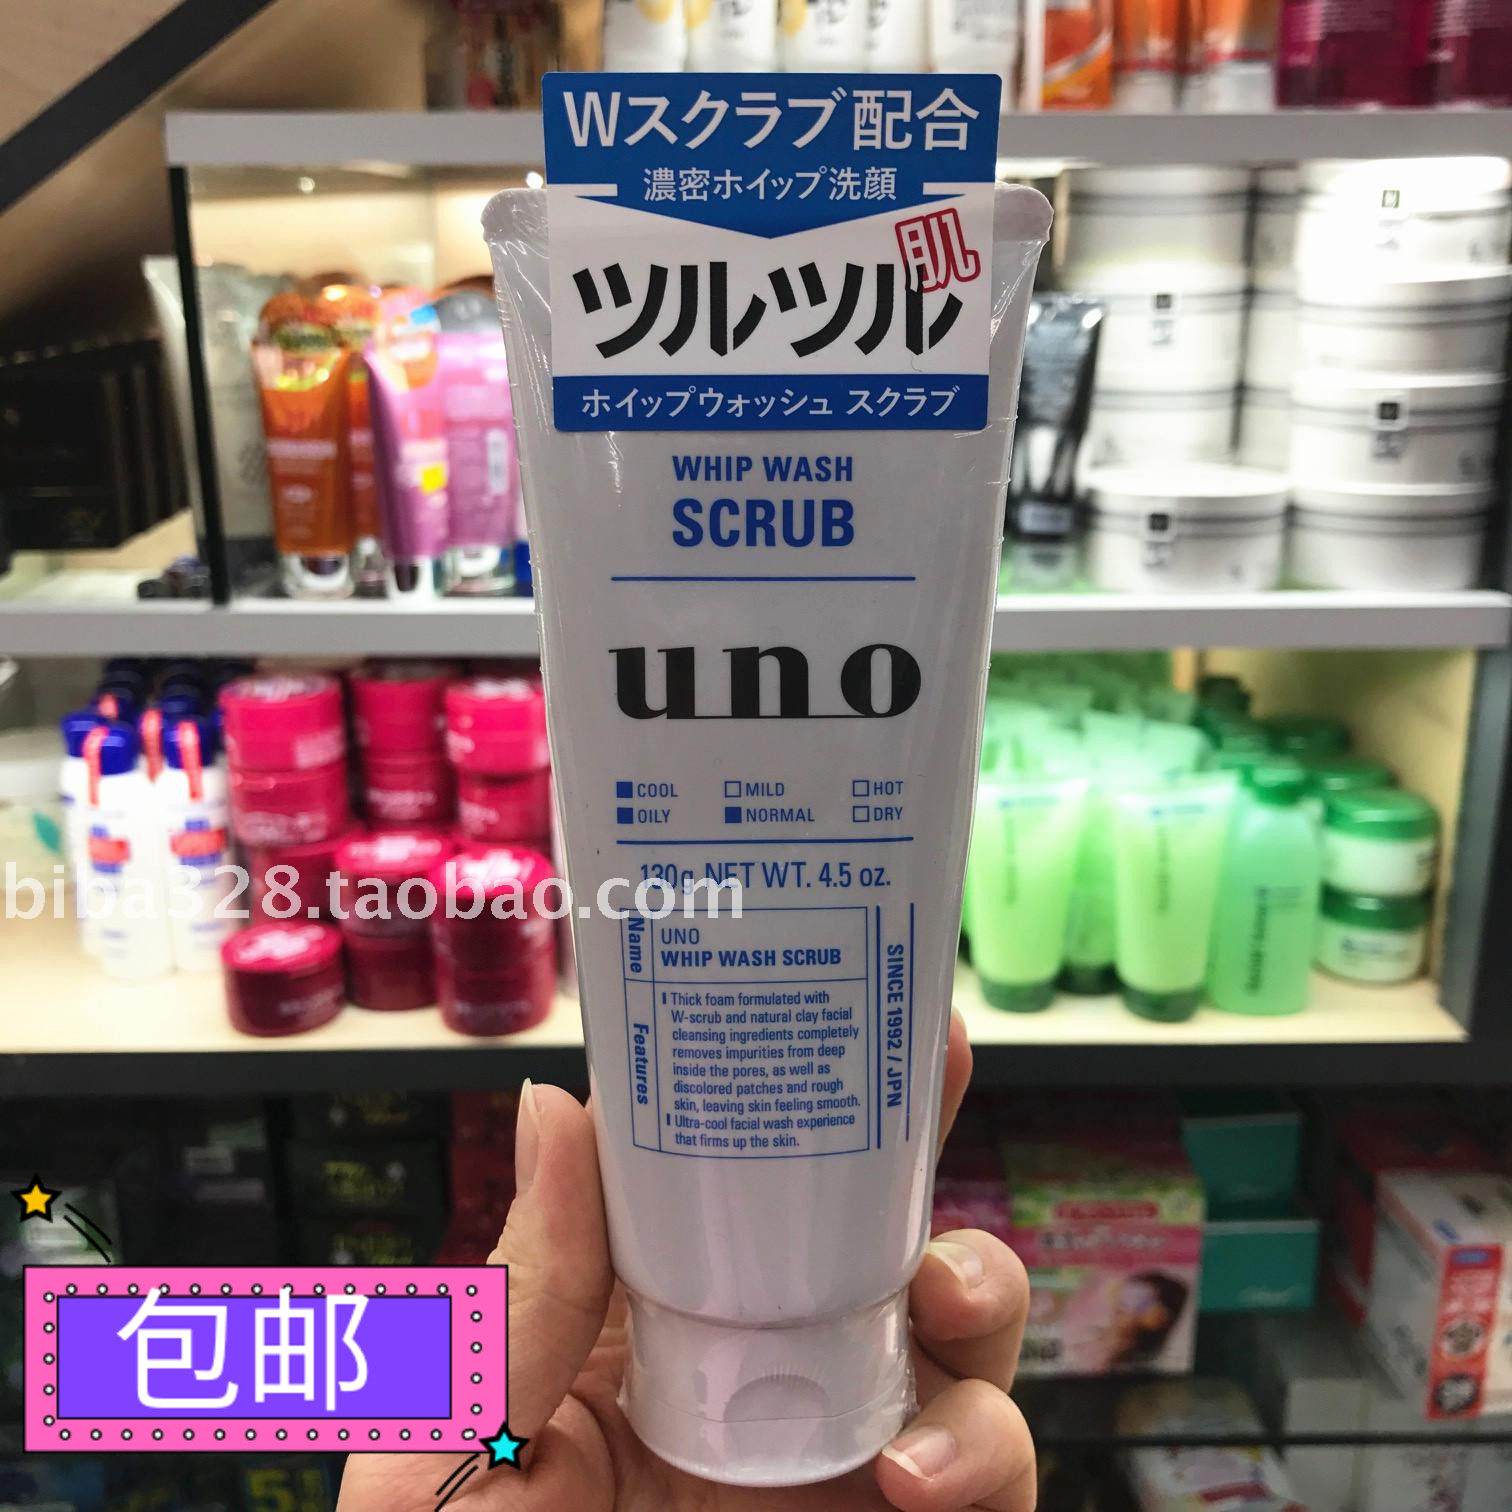 Wスクラブ配合
濃密ホイップ洗顔
ツルツル肌
ホイップウォッシュ スクラブ
WHIP WASH
SCRUB
uno
COOL MILD HOT
OILY NORMAL DRY
130g NET WT. 4.5 oz.
biba328.taobao.com
Name
UNO
WHIP WASH SCRUB
Features
Thick foam formulated with
W-scrub and natural clay facial
cleansing ingredients completely
removes impurities from deep
inside the pores, as well as
discolored patches and rough
skin, leaving skin feeling smooth.
Ultra-cool facial wash experience
that firms up the skin.
SINCE 1992 / JPN
包邮